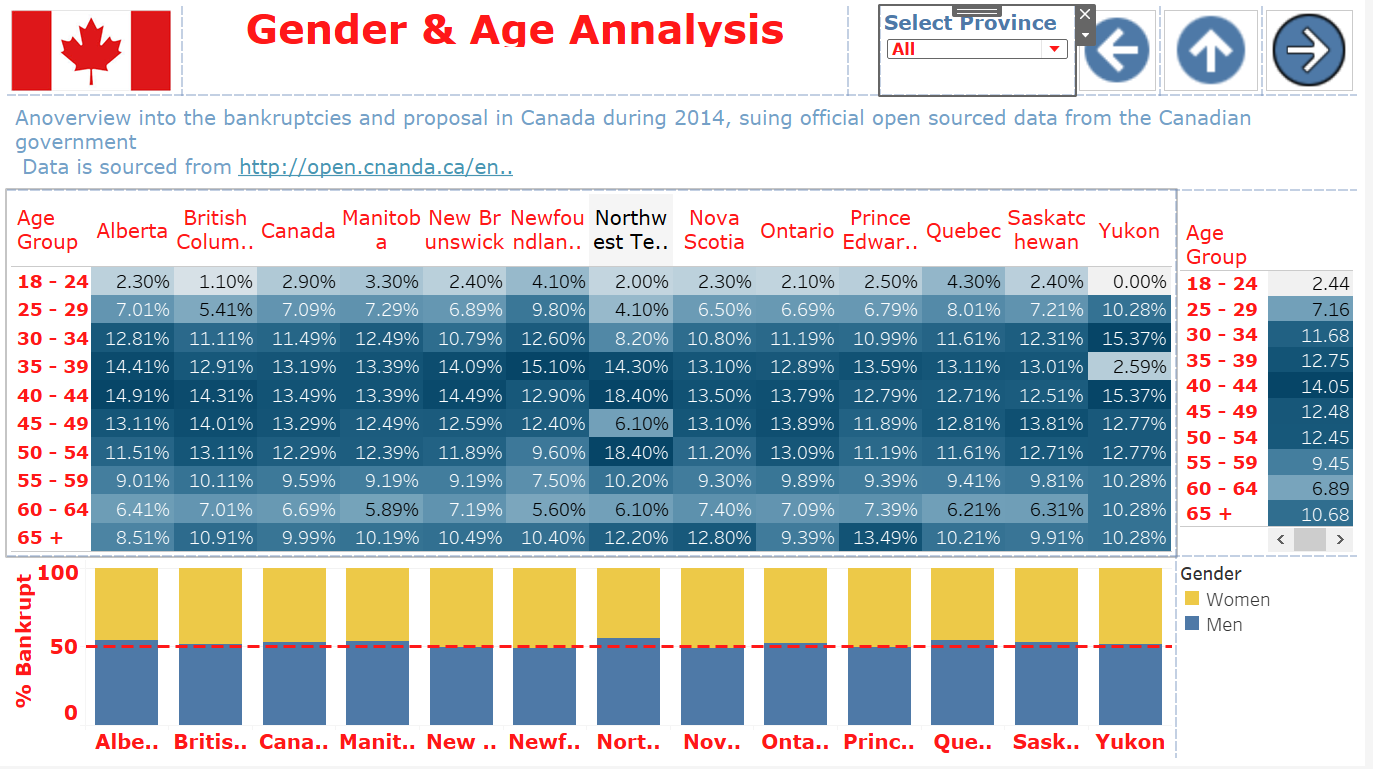 Gender & Age Annalysis
Select Province
All
Anoverview into the bankruptcies and proposal in Canada during 2014, suing official open sourced data from the Canadian
government
Data is sourced from http://open.cnanda.ca/en..
Age Group Alberta British Colum.. Canada Manitob a New Br unswick Newfou ndlan.. Northw est Te.. Nova Scotia Ontario Prince Edwar.. Quebec Saskatc hewan Yukon
18 - 24 2.30% 1.10% 2.90% 3.30% 2.40% 4.10% 2.00% 2.30% 2.10% 2.50% 4.30% 2.40% 0.00%
25 - 29 7.01% 5.41% 7.09% 7.29% 6.89% 9.80% 4.10% 6.50% 6.69% 6.79% 8.01% 7.21% 10.28%
30 - 34 12.81% 11.11% 11.49% 12.49% 10.79% 12.60% 8.20% 10.80% 11.19% 10.99% 11.61% 12.31% 15.37%
35 - 39 14.41% 12.91% 13.19% 13.39% 14.09% 15.10% 14.30% 13.10% 12.89% 13.59% 13.11% 13.01% 2.59%
40 - 44 14.91% 14.31% 13.49% 13.39% 14.49% 12.90% 18.40% 13.50% 13.79% 12.79% 12.71% 12.51% 15.37%
45 - 49 13.11% 14.01% 13.29% 12.49% 12.59% 12.40% 6.10% 13.10% 13.89% 11.89% 12.81% 13.81% 12.77%
50 - 54 11.51% 13.11% 12.29% 12.39% 11.89% 9.60% 18.40% 11.20% 13.09% 11.19% 11.61% 12.71% 12.77%
55 - 59 9.01% 10.11% 9.59% 9.19% 9.19% 7.50% 10.20% 9.30% 9.89% 9.39% 9.41% 9.81% 10.28%
60 - 64 6.41% 7.01% 6.69% 5.89% 7.19% 5.60% 6.10% 7.40% 7.09% 7.39% 6.21% 6.31% 10.28%
65 + 8.51% 10.91% 9.99% 10.19% 10.49% 10.40% 12.20% 12.80% 9.39% 13.49% 10.21% 9.91% 10.28%
Age
Group
18 - 24 2.44
25 - 29 7.16
30 - 34 11.68
35 - 39 12.75
40 - 44 14.05
45 - 49 12.48
50 - 54 12.45
55 - 59 9.45
60 - 64 6.89
65 + 10.68
% Bankrupt
100
50
0
Albe.. Britis.. Cana.. Manit.. New .. Newf.. Nort.. Nov.. Onta.. Princ.. Que.. Sask.. Yukon
Gender
Women
Men